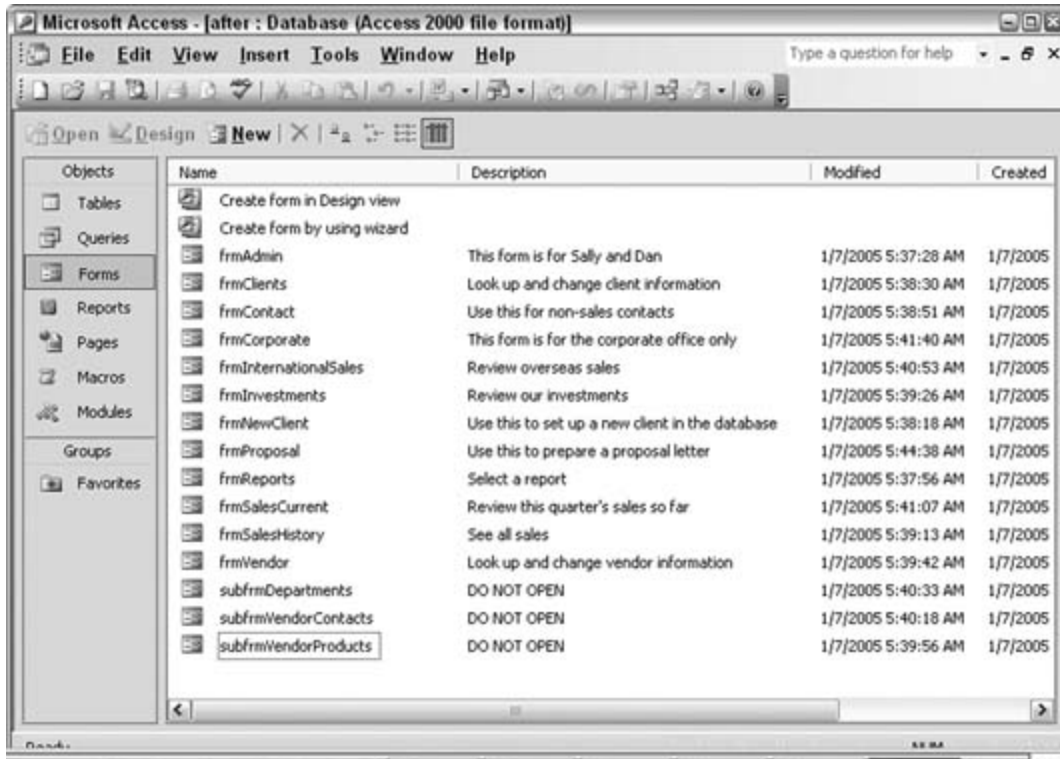 Microsoft Access - [after : Database (Access 2000 file format)]
File Edit View Insert Tools Window Help Type a question for help
Open Design New
Objects Name Description Modified Created
Tables Create form in Design view
Queries Create form by using wizard
Forms frmAdmin This form is for Sally and Dan 1/7/2005 5:37:28 AM 1/7/2005
frmClients Look up and change client information 1/7/2005 5:38:30 AM 1/7/2005
Reports frmContact Use this for non-sales contacts 1/7/2005 5:38:51 AM 1/7/2005
Pages frmCorporate This form is for the corporate office only 1/7/2005 5:41:40 AM 1/7/2005
Macros frmInternationalSales Review overseas sales 1/7/2005 5:40:53 AM 1/7/2005
frmInvestments Review our investments 1/7/2005 5:39:26 AM 1/7/2005
Modules frmNewClient Use this to set up a new client in the database 1/7/2005 5:38:18 AM 1/7/2005
Groups frmProposal Use this to prepare a proposal letter 1/7/2005 5:44:38 AM 1/7/2005
Favorites frmReports Select a report 1/7/2005 5:37:56 AM 1/7/2005
frmSalesCurrent Review this quarter's sales so far 1/7/2005 5:41:07 AM 1/7/2005
frmSalesHistory See all sales 1/7/2005 5:39:13 AM 1/7/2005
frmVendor Look up and change vendor information 1/7/2005 5:39:42 AM 1/7/2005
subfrmDepartments DO NOT OPEN 1/7/2005 5:40:33 AM 1/7/2005
subfrmVendorContacts DO NOT OPEN 1/7/2005 5:40:18 AM 1/7/2005
subfrmVendorProducts DO NOT OPEN 1/7/2005 5:39:56 AM 1/7/2005